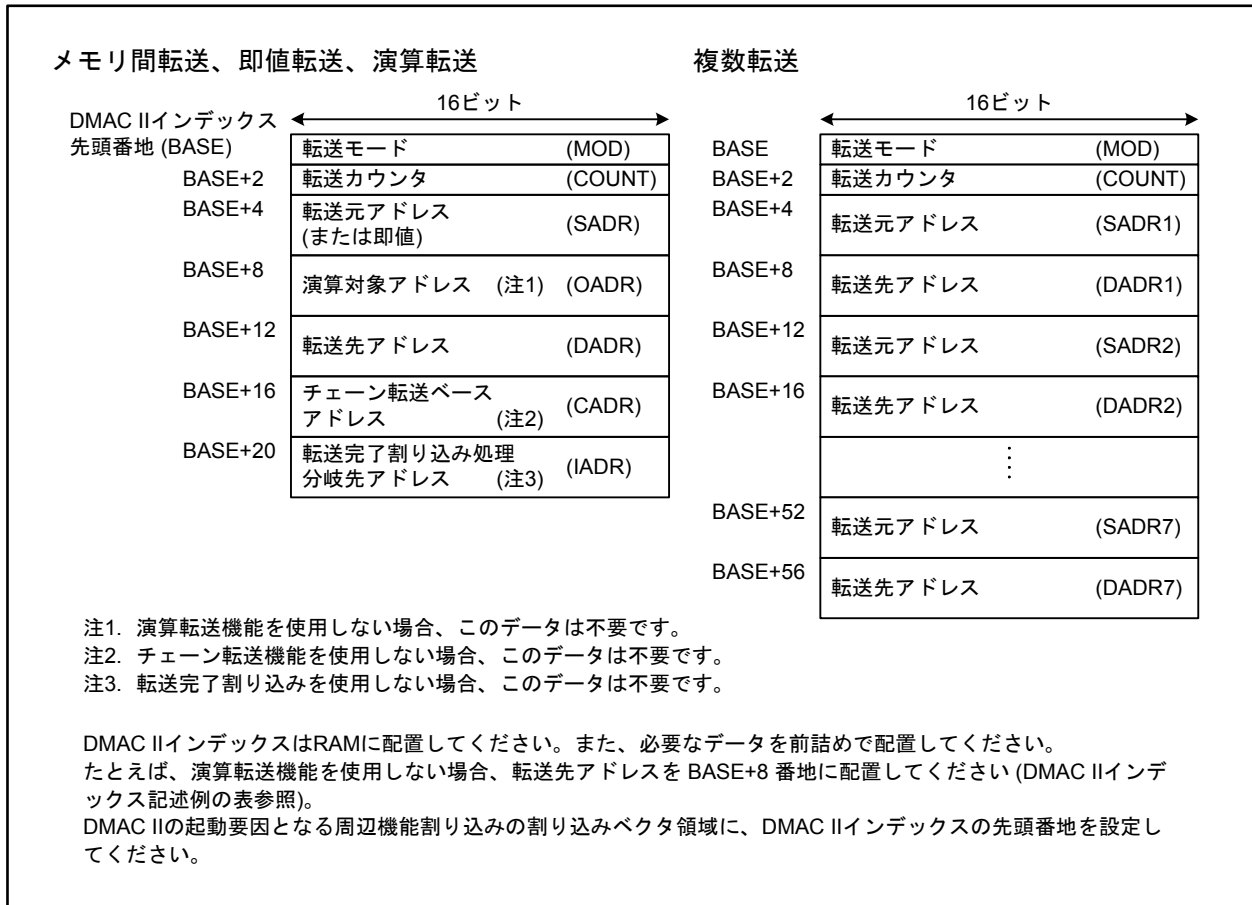 メモリ間転送、即値転送、演算転送
16ビット
DMAC IIインデックス
先頭番地 (BASE)
転送モード (MOD)
BASE+2 転送カウンタ (COUNT)
BASE+4 転送元アドレス
(または即値) (SADR)
BASE+8 演算対象アドレス (注1) (OADR)
BASE+12 転送先アドレス (DADR)
BASE+16 チェーン転送ベース
アドレス (注2) (CADR)
BASE+20 転送完了割り込み処理
分岐先アドレス (注3) (IADR)
複数転送
16ビット
BASE 転送モード (MOD)
BASE+2 転送カウンタ (COUNT)
BASE+4 転送元アドレス (SADR1)
BASE+8 転送先アドレス (DADR1)
BASE+12 転送元アドレス (SADR2)
BASE+16 転送先アドレス (DADR2)
BASE+52 転送元アドレス (SADR7)
BASE+56 転送先アドレス (DADR7)
注1. 演算転送機能を使用しない場合、このデータは不要です。
注2. チェーン転送機能を使用しない場合、このデータは不要です。
注3. 転送完了割り込みを使用しない場合、このデータは不要です。
DMAC IIインデックスはRAMに配置してください。また、必要なデータを前詰めで配置してください。
たとえば、演算転送機能を使用しない場合、転送先アドレスを BASE+8 番地に配置してください (DMAC IIインデ
ックス記述例の表参照)。
DMAC IIの起動要因となる周辺機能割り込みの割り込みベクタ領域に、DMAC IIインデックスの先頭番地を設定し
てください。